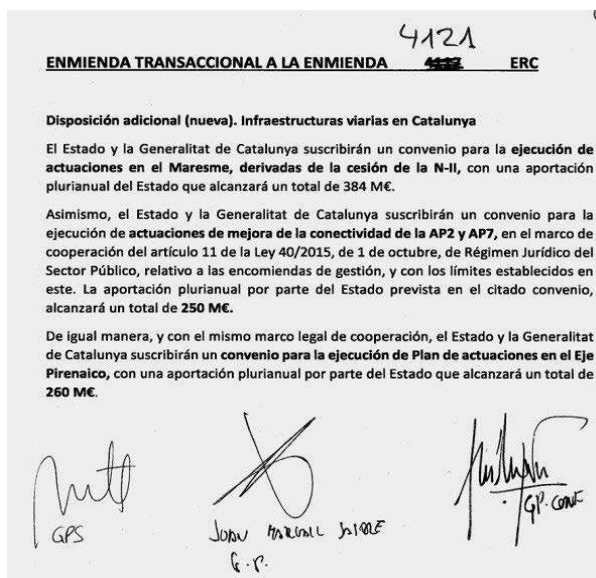 4121
ENMIENDA TRANSACCIONAL A LA ENMIENDA ERC
Disposición adicional (nueva). Infraestructuras viarias en Catalunya
El Estado y la Generalitat de Catalunya suscribirán un convenio para la ejecución de
actuaciones en el Maresme, derivadas de la cesión de la N-II, con una aportación
plurianual del Estado que alcanzará un total de 384 M€.
Asimismo, el Estado y la Generalitat de Catalunya suscribirán un convenio para la
ejecución de actuaciones de mejora de la conectividad de la AP2 y AP7, en el marco de
cooperación del artículo 11 de la Ley 40/2015, de 1 de octubre, de Régimen Jurídico del
Sector Público, relativo a las encomiendas de gestión, y con los límites establecidos en
este. La aportación plurianual por parte del Estado prevista en el citado convenio,
alcanzará un total de 250 M€.
De igual manera, y con el mismo marco legal de cooperación, el Estado y la Generalitat
de Catalunya suscribirán un convenio para la ejecución de Plan de actuaciones en el Eje
Pirenaico, con una aportación plurianual por parte del Estado que alcanzará un total de
260 M€.
GPS
JOAN
G.P.
GP.